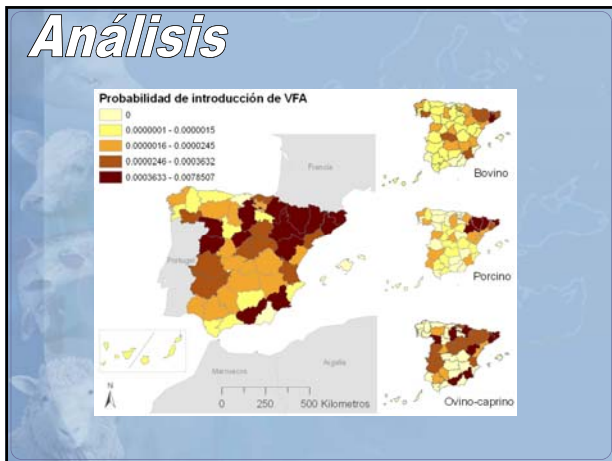 Análisis
Probabilidad de introducción de VFA
0
0.0000001 - 0.0000015
0.0000016 - 0.0000245
0.0000246 - 0.0003632
0.0003633 - 0.0078507
Francia
Portugal
Marruecos
Argelia
N
0 250 500 Kilometros
Bovino
Porcino
Ovino-caprino